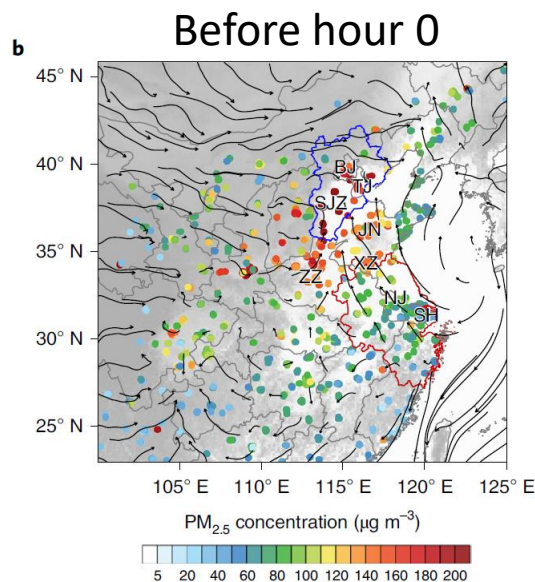 Before hour 0
b
45° N
40° N
35° N
30° N
25° N
BJ
TJ
SJZ
JN
XZ
ZZ
NJ
SH
105° E 110° E 115° E 120° E 125° E
PM2.5 concentration (μg m−3)
5 20 40 60 80 100 120 140 160 180 200